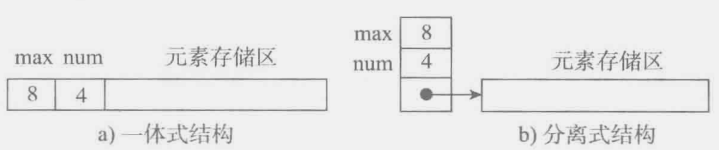 max num 元素存储区
8 4
a) 一体式结构
max 8
num 4
元素存储区
b) 分离式结构